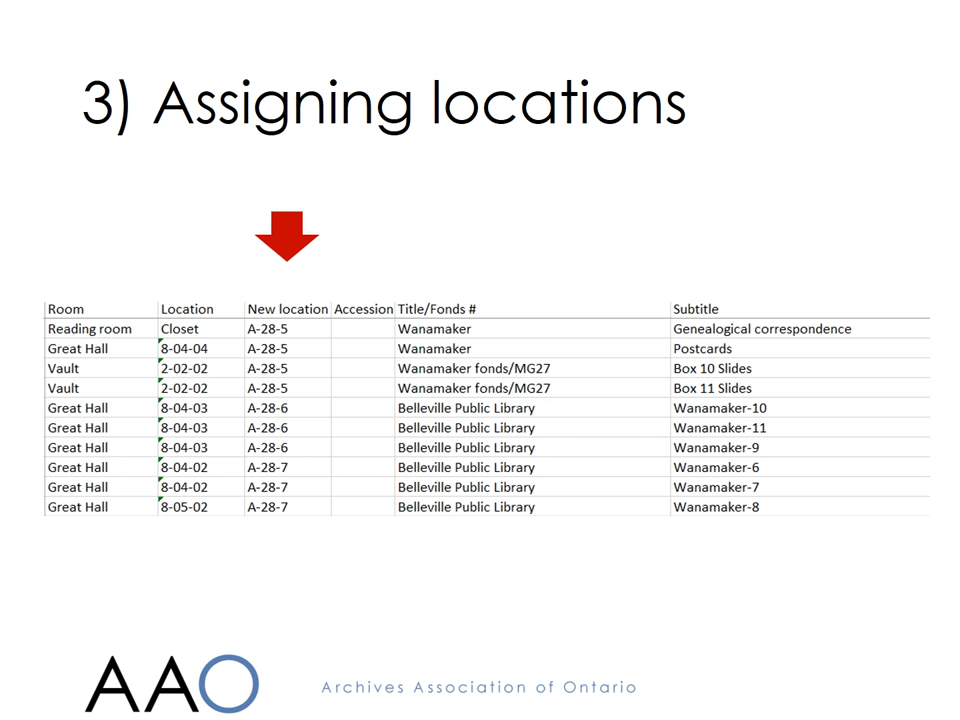 3) Assigning locations
Room Location New location Accession Title/Fonds # Subtitle
Reading room Closet A-28-5 Wanamaker Genealogical correspondence
Great Hall 8-04-04 A-28-5 Wanamaker Postcards
Vault 2-02-02 A-28-5 Wanamaker fonds/MG27 Box 10 Slides
Vault 2-02-02 A-28-5 Wanamaker fonds/MG27 Box 11 Slides
Great Hall 8-04-03 A-28-6 Belleville Public Library Wanamaker-10
Great Hall 8-04-03 A-28-6 Belleville Public Library Wanamaker-11
Great Hall 8-04-03 A-28-6 Belleville Public Library Wanamaker-9
Great Hall 8-04-02 A-28-7 Belleville Public Library Wanamaker-6
Great Hall 8-04-02 A-28-7 Belleville Public Library Wanamaker-7
Great Hall 8-05-02 A-28-7 Belleville Public Library Wanamaker-8
AAO Archives Association of Ontario